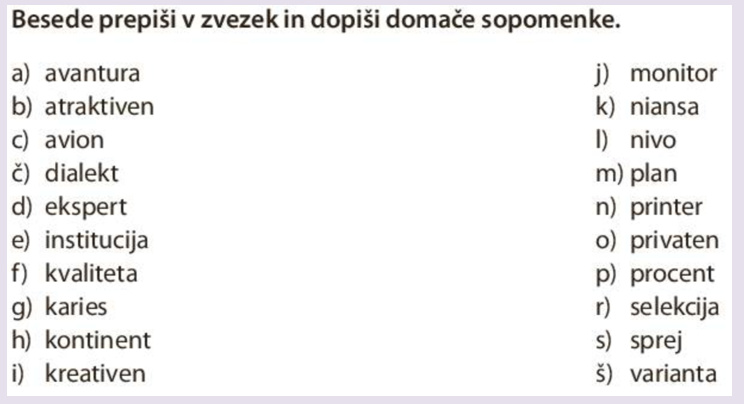 Besede prepiši v zvezek in dopiši domače sopomenke.
a) avantura
b) atraktiven
c) avion
č) dialekt
d) ekspert
e) institucija
f) kvaliteta
g) karies
h) kontinent
i) kreativen
j) monitor
k) niansa
l) nivo
m) plan
n) printer
o) privaten
p) procent
r) selekcija
s) sprej
š) varianta